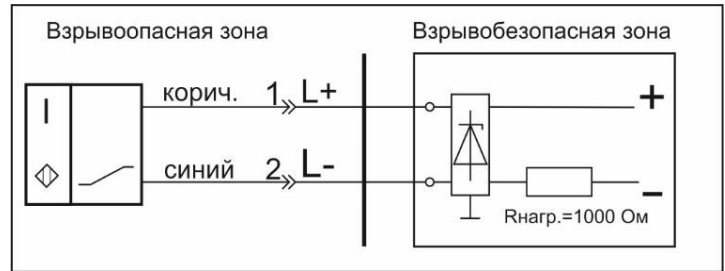 Взрывоопасная зона
Взрывобезопасная зона
I
корич. 1 L+
+
синий 2 L-
–
Rнагр.=1000 Ом